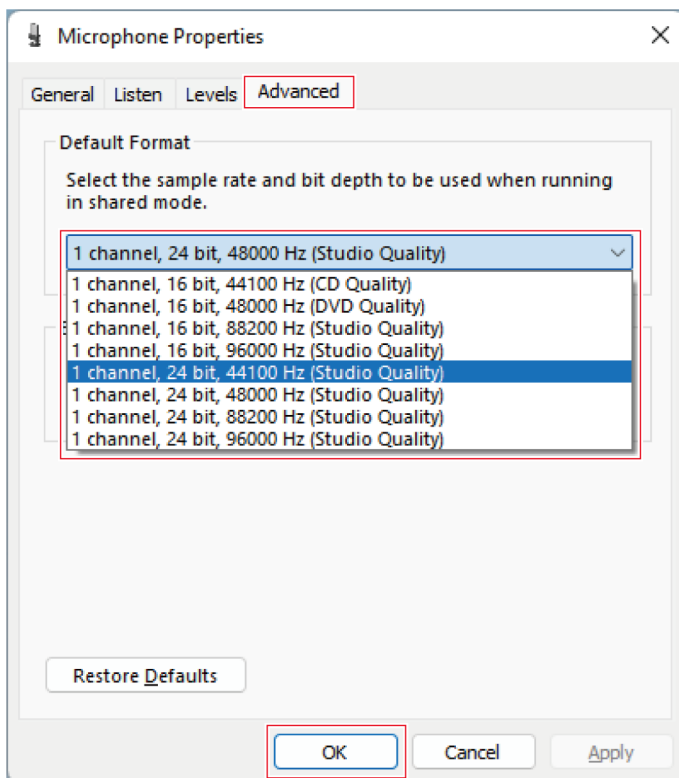 Microphone Properties
General Listen Levels Advanced
Default Format
Select the sample rate and bit depth to be used when running
in shared mode.
1 channel, 24 bit, 48000 Hz (Studio Quality)
1 channel, 16 bit, 44100 Hz (CD Quality)
1 channel, 16 bit, 48000 Hz (DVD Quality)
1 channel, 16 bit, 88200 Hz (Studio Quality)
1 channel, 16 bit, 96000 Hz (Studio Quality)
1 channel, 24 bit, 44100 Hz (Studio Quality)
1 channel, 24 bit, 48000 Hz (Studio Quality)
1 channel, 24 bit, 88200 Hz (Studio Quality)
1 channel, 24 bit, 96000 Hz (Studio Quality)
Restore Defaults
OK Cancel Apply